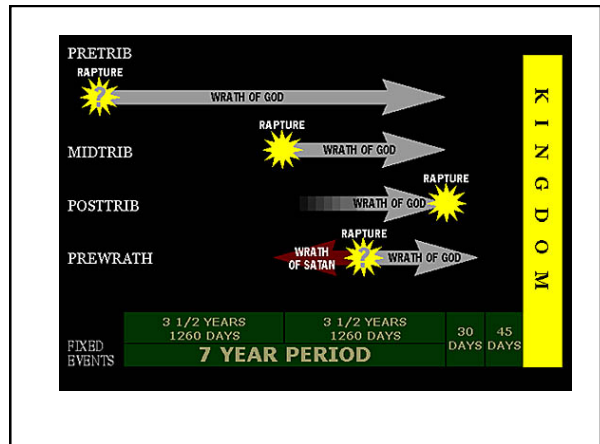 PRETRIB
RAPTURE
?
WRATH OF GOD
RAPTURE
MIDTRIB
WRATH OF GOD
RAPTURE
POSTTRIB
WRATH OF GOD
RAPTURE
PREWRATH
WRATH
OF SATAN
?
WRATH OF GOD
KINGDOM
FIXED
EVENTS
3 1/2 YEARS
1260 DAYS
3 1/2 YEARS
1260 DAYS
7 YEAR PERIOD
30
DAYS
45
DAYS